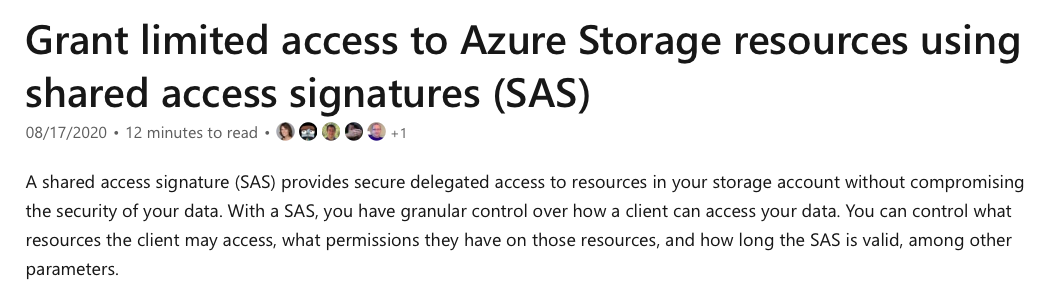 Grant limited access to Azure Storage resources using
shared access signatures (SAS)
08/17/2020 • 12 minutes to read • +1
A shared access signature (SAS) provides secure delegated access to resources in your storage account without compromising
the security of your data. With a SAS, you have granular control over how a client can access your data. You can control what
resources the client may access, what permissions they have on those resources, and how long the SAS is valid, among other
parameters.